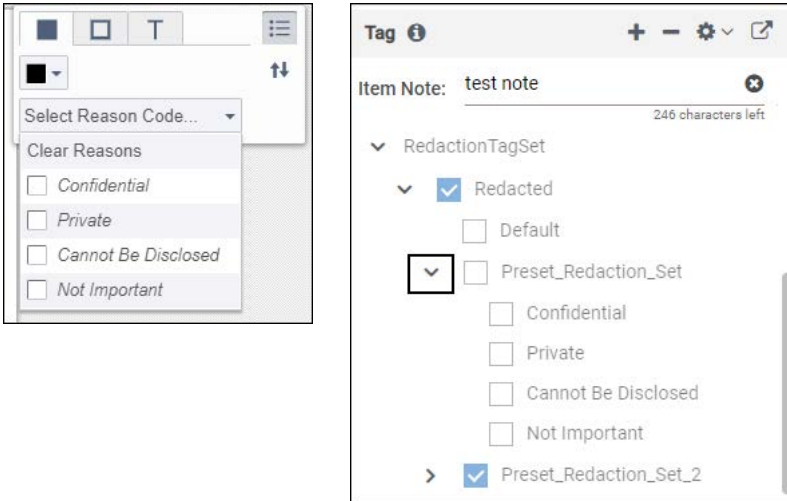 T
Select Reason Code...
Clear Reasons
Confidential
Private
Cannot Be Disclosed
Not Important
Tag
Item Note: test note
246 characters left
RedactionTagSet
Redacted
Default
Preset_Redaction_Set
Confidential
Private
Cannot Be Disclosed
Not Important
Preset_Redaction_Set_2